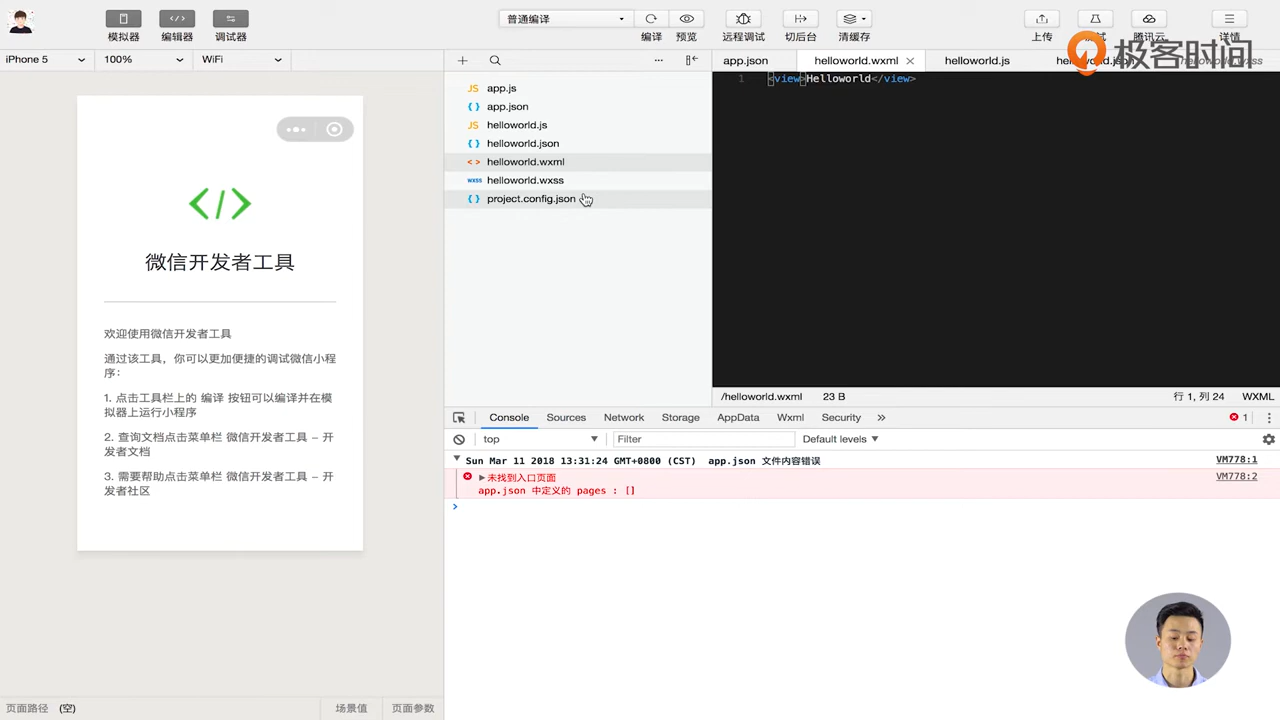 模拟器
编辑器
调试器
普通编译
编译
预览
远程调试
切后台
清缓存
上传
腾讯云
详情
极客时间
iPhone 5
100%
WiFi
app.json
helloworld.wxml
helloworld.js
app.js
app.json
helloworld.js
helloworld.json
helloworld.wxml
helloworld.wxss
project.config.json
1 <view>Helloworld</view>
微信开发者工具
欢迎使用微信开发者工具
通过该工具，你可以更加便捷的调试微信小程
序：
1. 点击工具栏上的 编译 按钮可以编译并在模
拟器上运行小程序
2. 查询文档点击菜单栏 微信开发者工具 – 开
发者文档
3. 需要帮助点击菜单栏 微信开发者工具 – 开
发者社区
/helloworld.wxml 23 B 行 1, 列 24 WXML
Console Sources Network Storage AppData Wxml Security 1
top Filter Default levels
Sun Mar 11 2018 13:31:24 GMT+0800 (CST) app.json 文件内容错误 VM778:1
未找到入口页面 VM778:2
app.json 中定义的 pages : []
页面路径 (空) 场景值 页面参数